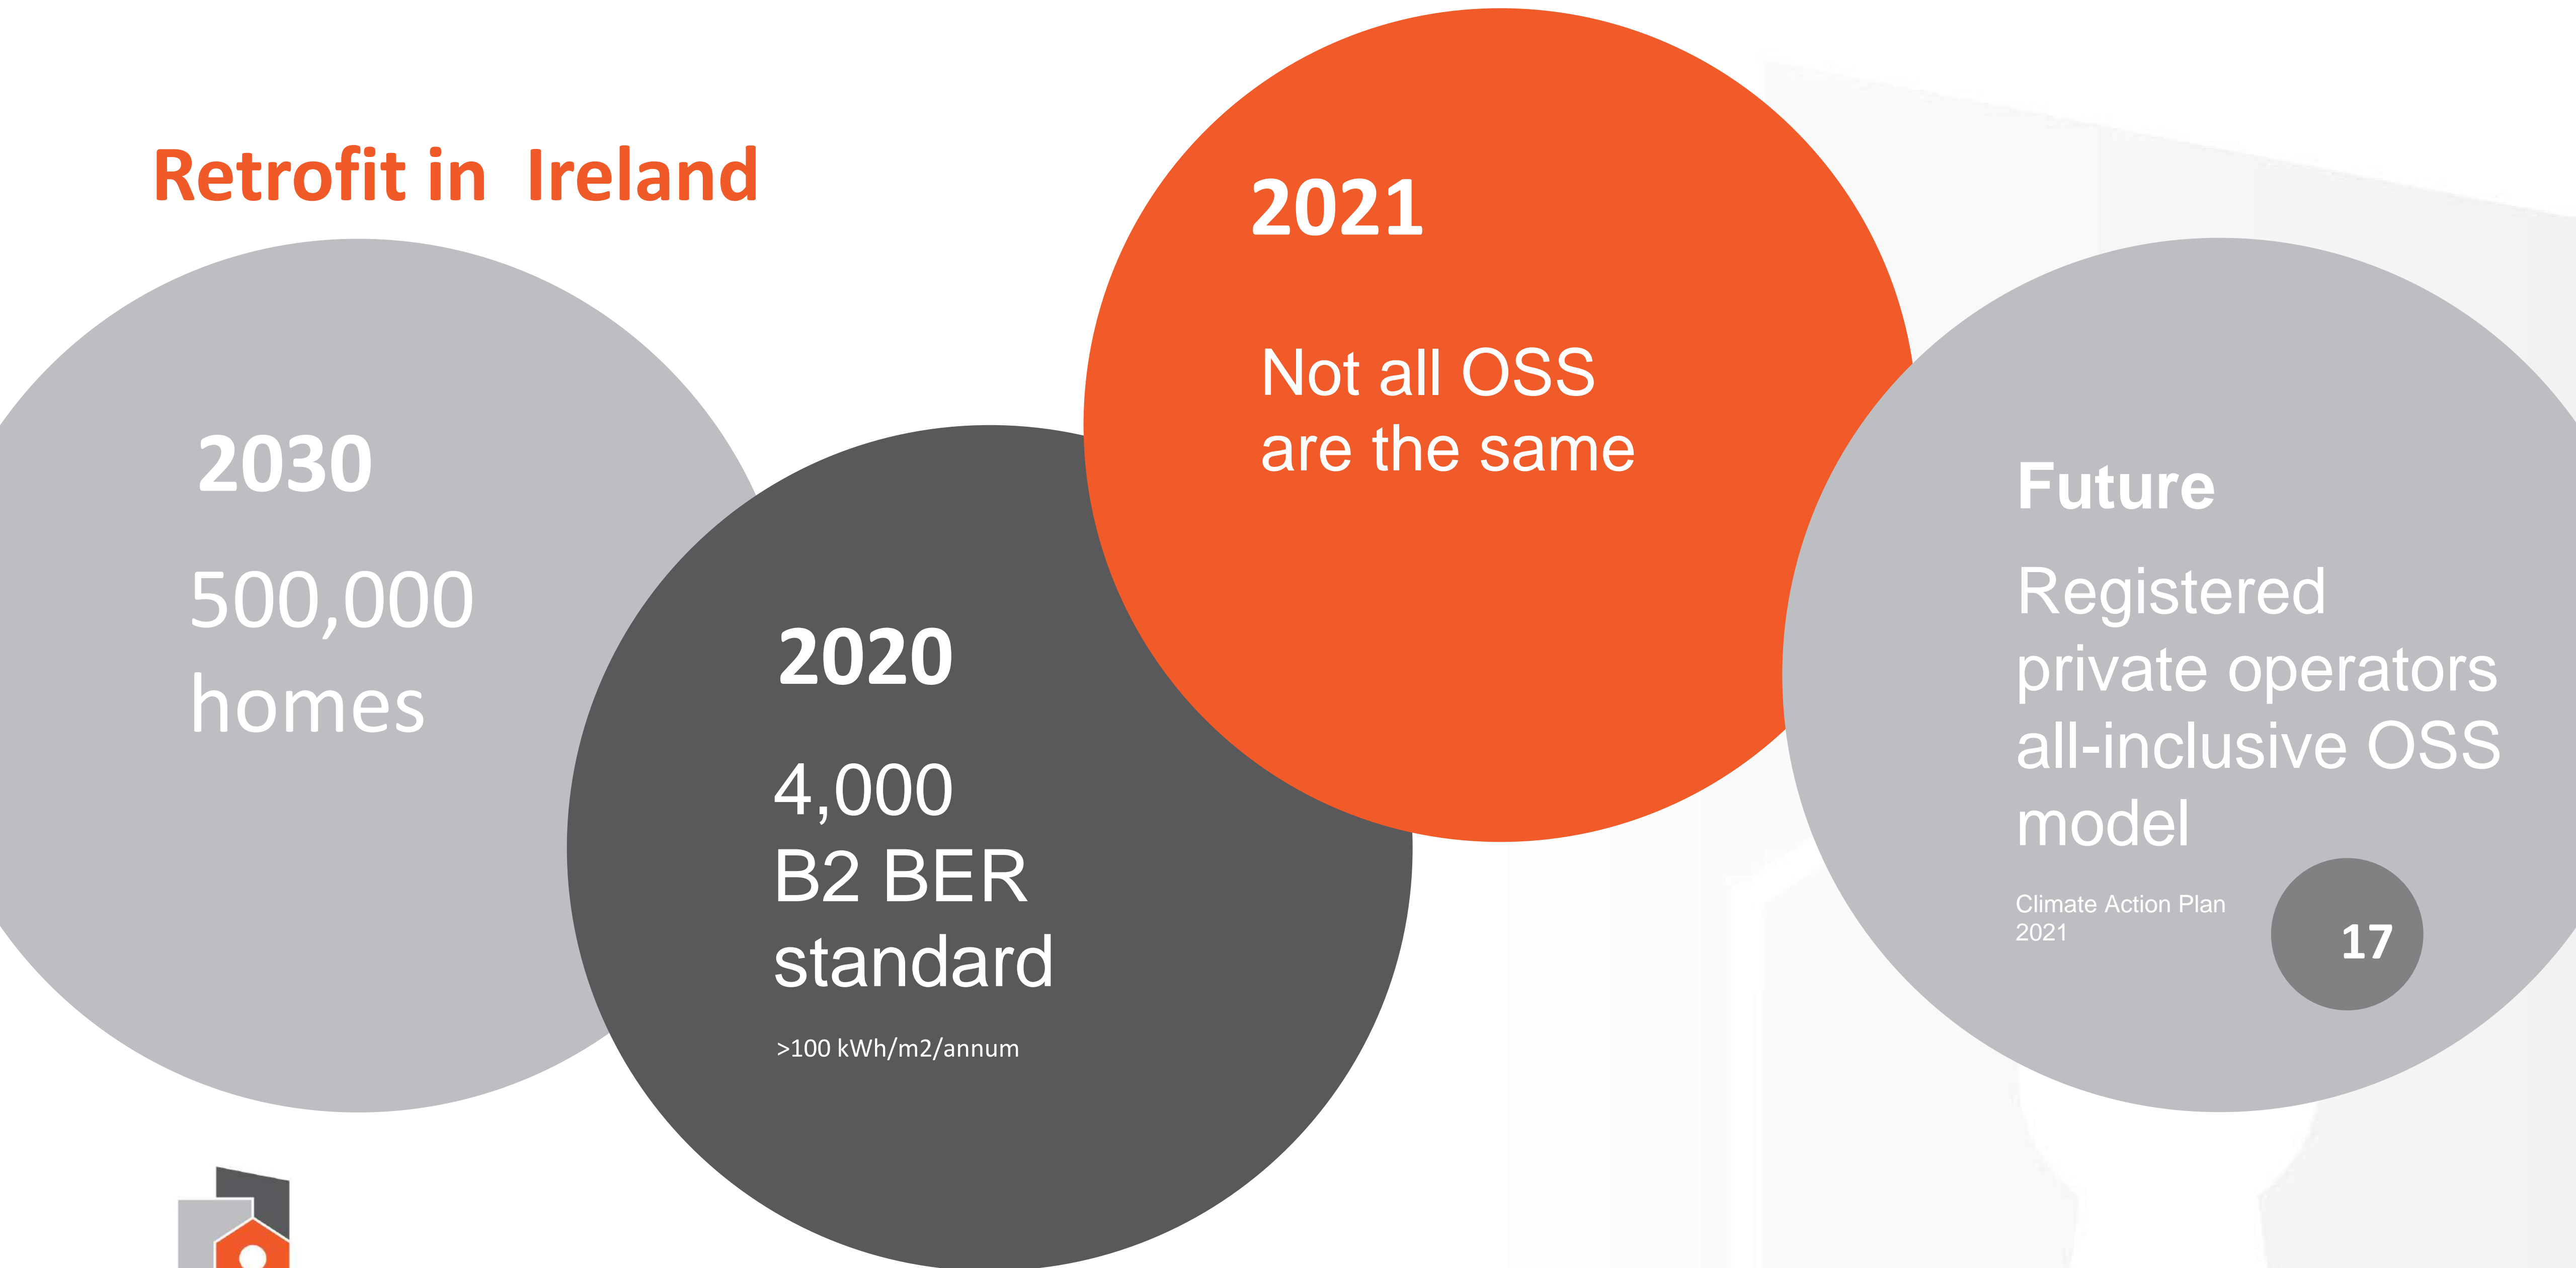 Retrofit in  Ireland
2030
500,000
homes
2020
4,000
B2 BER
standard
>100 kWh/m2/annum
2021
Not all OSS
are the same
Future
Registered
private operators
all-inclusive OSS
model
Climate Action Plan
2021
17